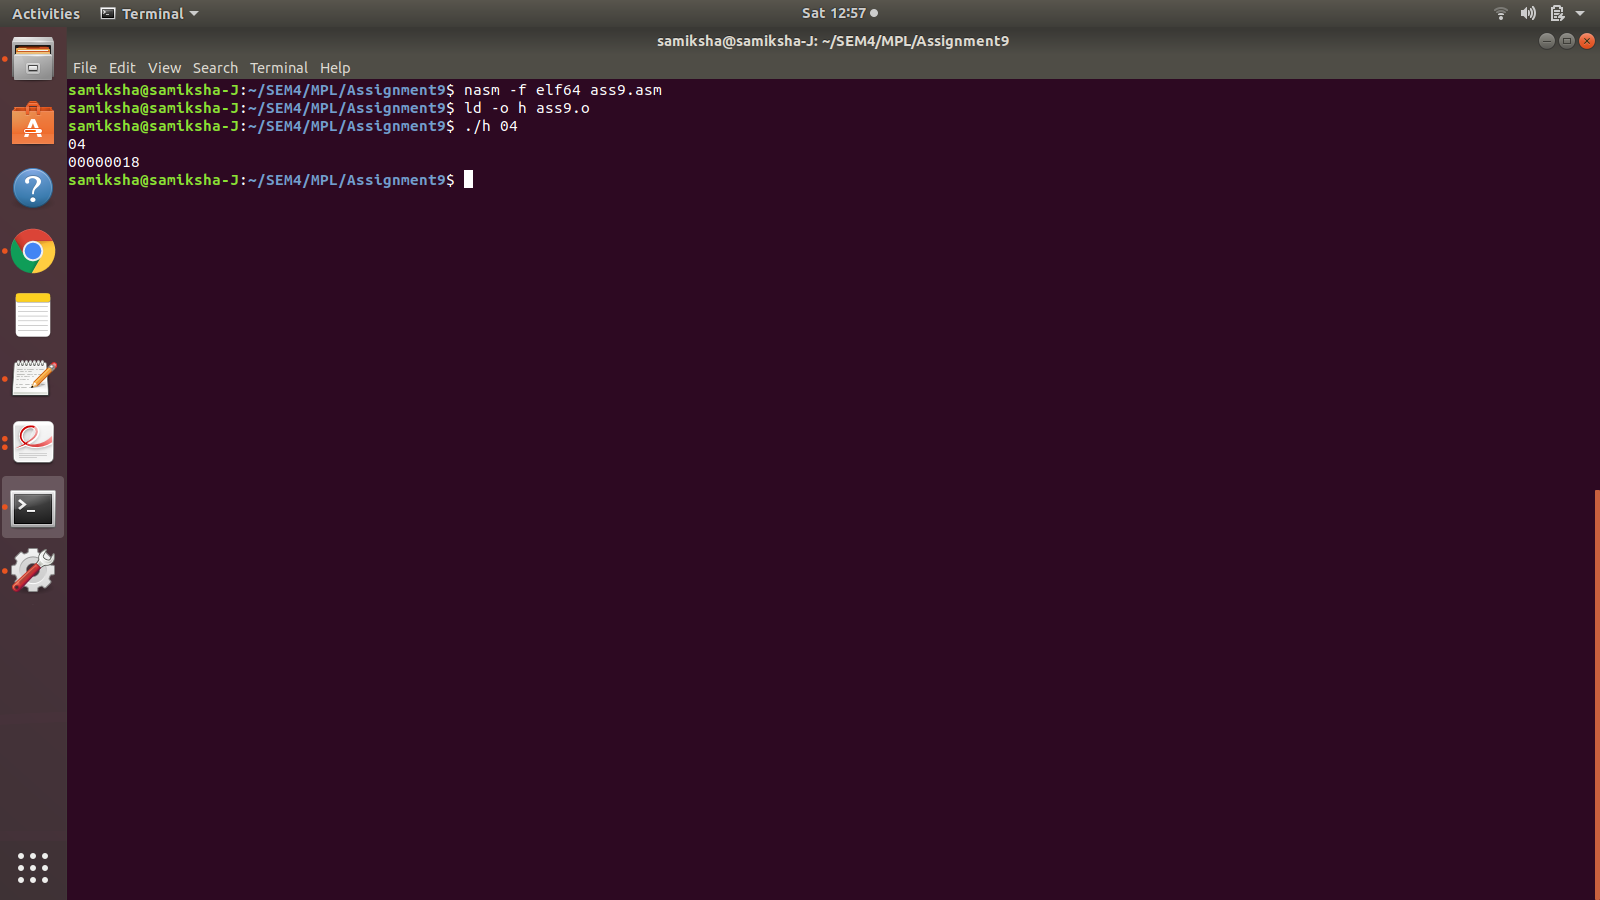 Activities Terminal Sat 12:57
samiksha@samiksha-J: ~/SEM4/MPL/Assignment9
File Edit View Search Terminal Help
samiksha@samiksha-J:~/SEM4/MPL/Assignment9$ nasm -f elf64 ass9.asm
samiksha@samiksha-J:~/SEM4/MPL/Assignment9$ ld -o h ass9.o
samiksha@samiksha-J:~/SEM4/MPL/Assignment9$ ./h 04
04
00000018
samiksha@samiksha-J:~/SEM4/MPL/Assignment9$